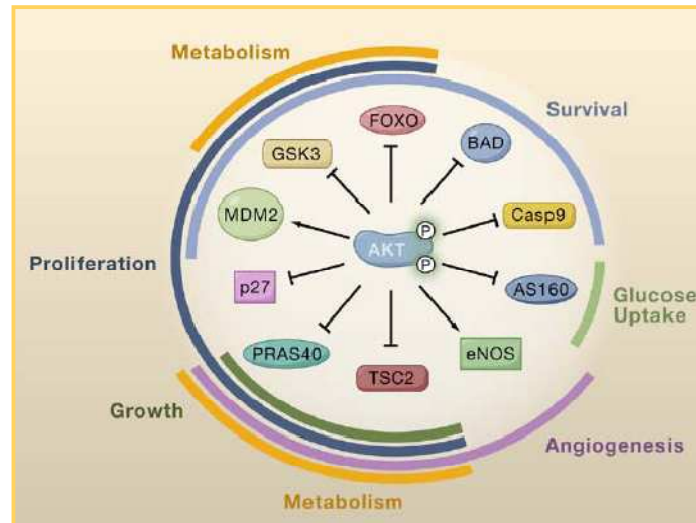 Metabolism
Survival
FOXO
BAD
GSK3
MDM2
Casp9
P
AKT
P
Proliferation
p27
AS160
Glucose
Uptake
PRAS40
TSC2
eNOS
Growth
Angiogenesis
Metabolism